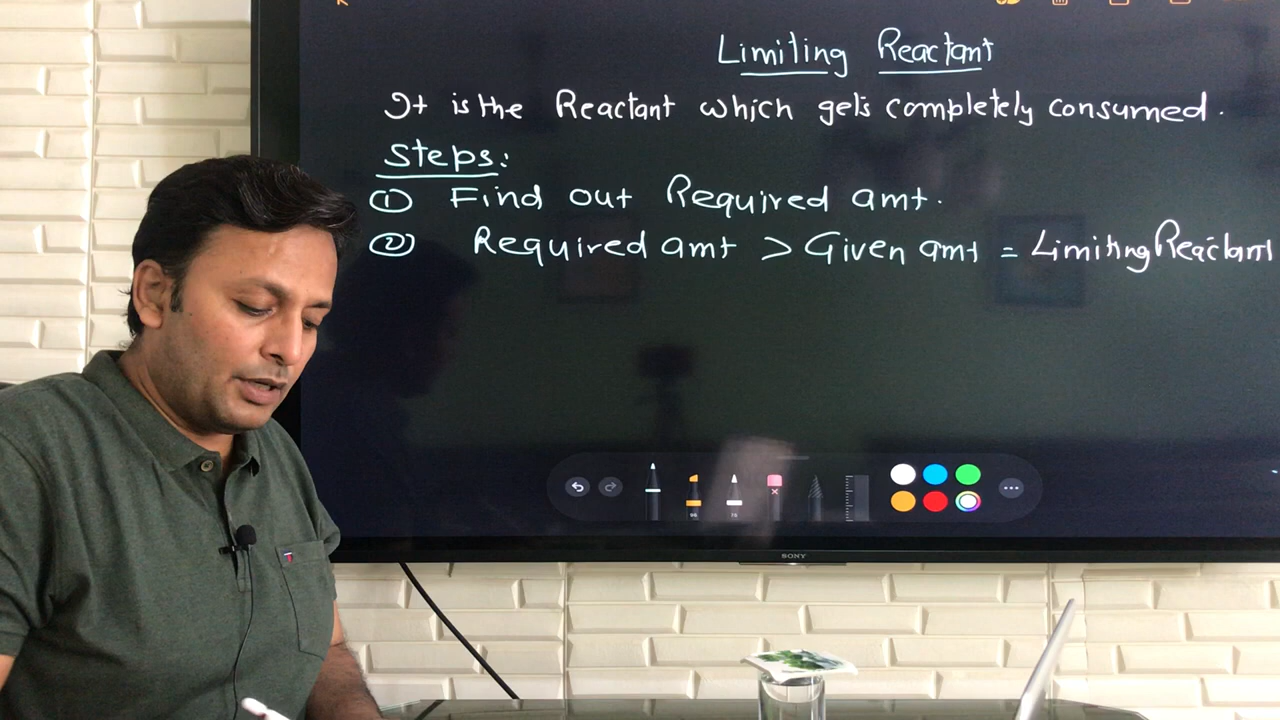 Limiting Reactant
It is the Reactant which gets completely consumed.
Steps:
① Find out Required amt.
② Required amt > Given amt = Limiting Reactant
SONY